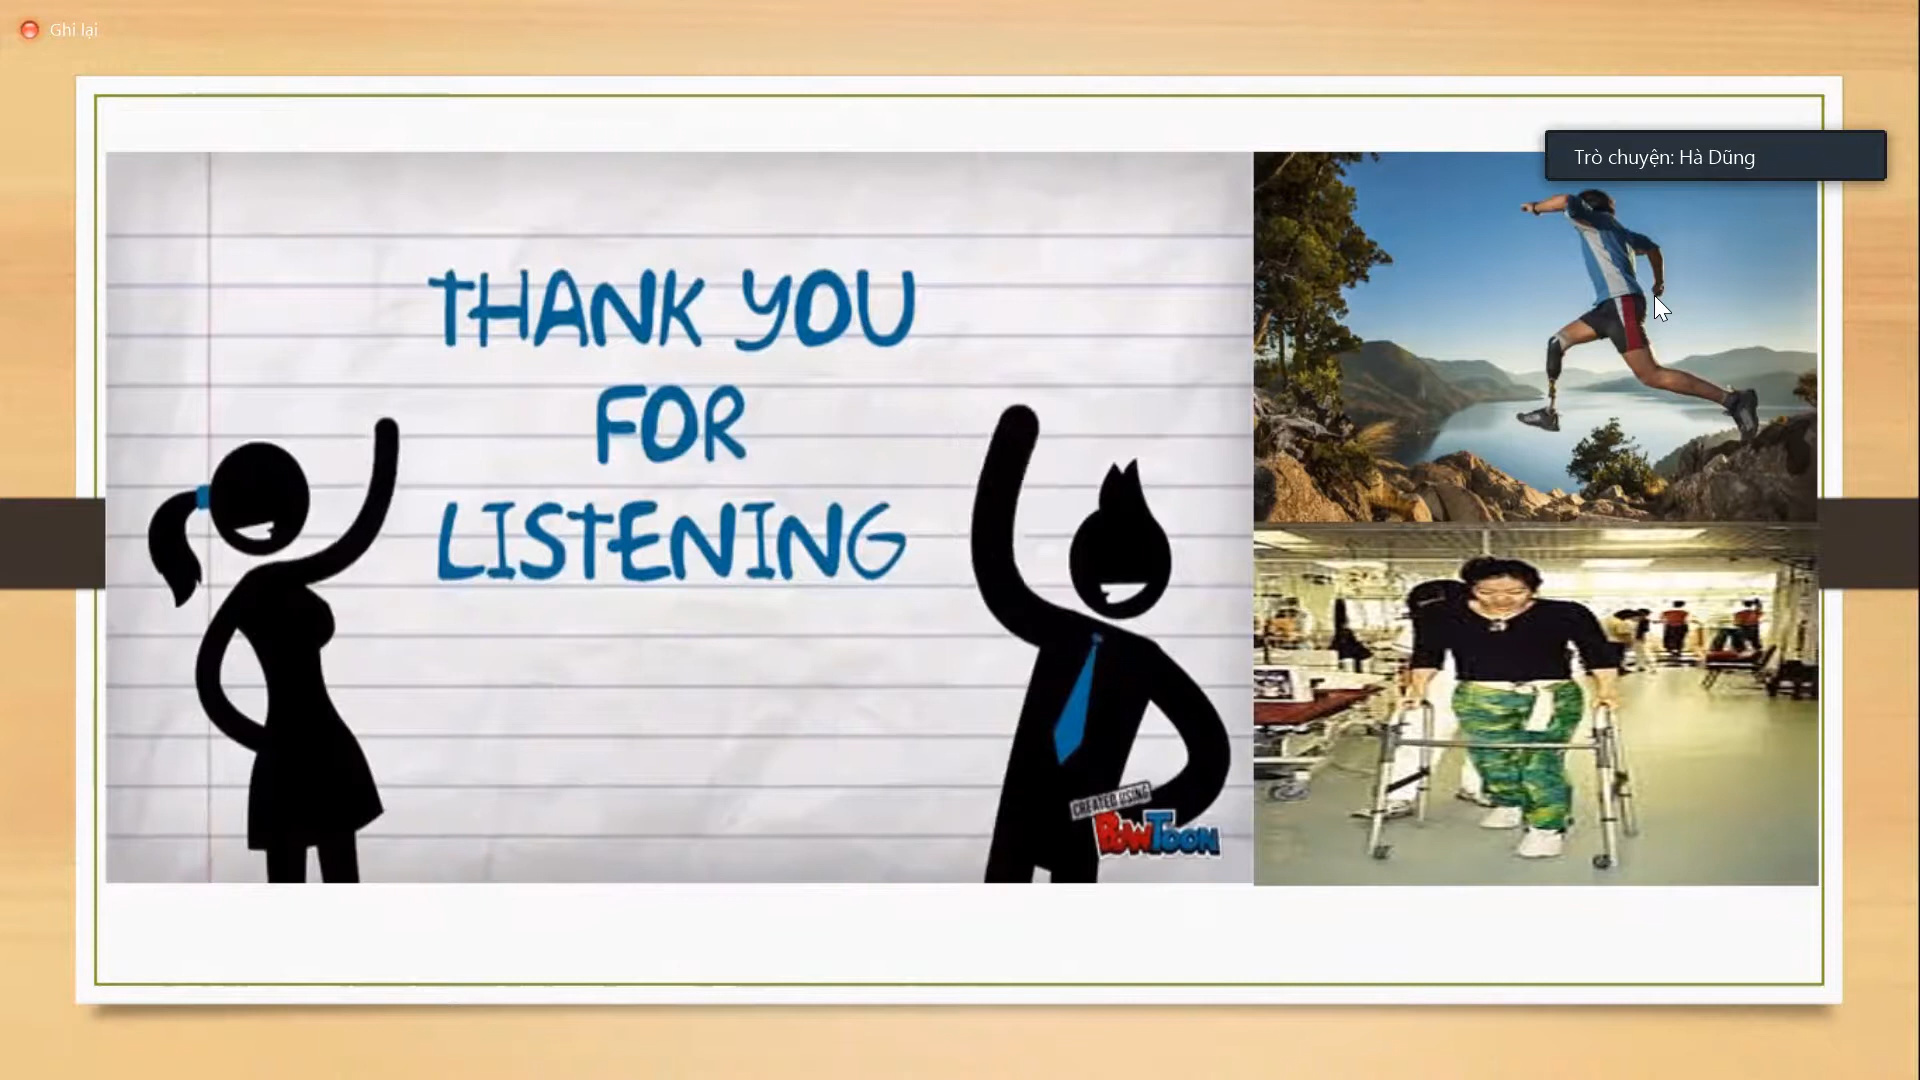 Ghi lại
Trò chuyện: Hà Dũng
THANK YOU
FOR
LISTENING
CREATED USING
POWTOON